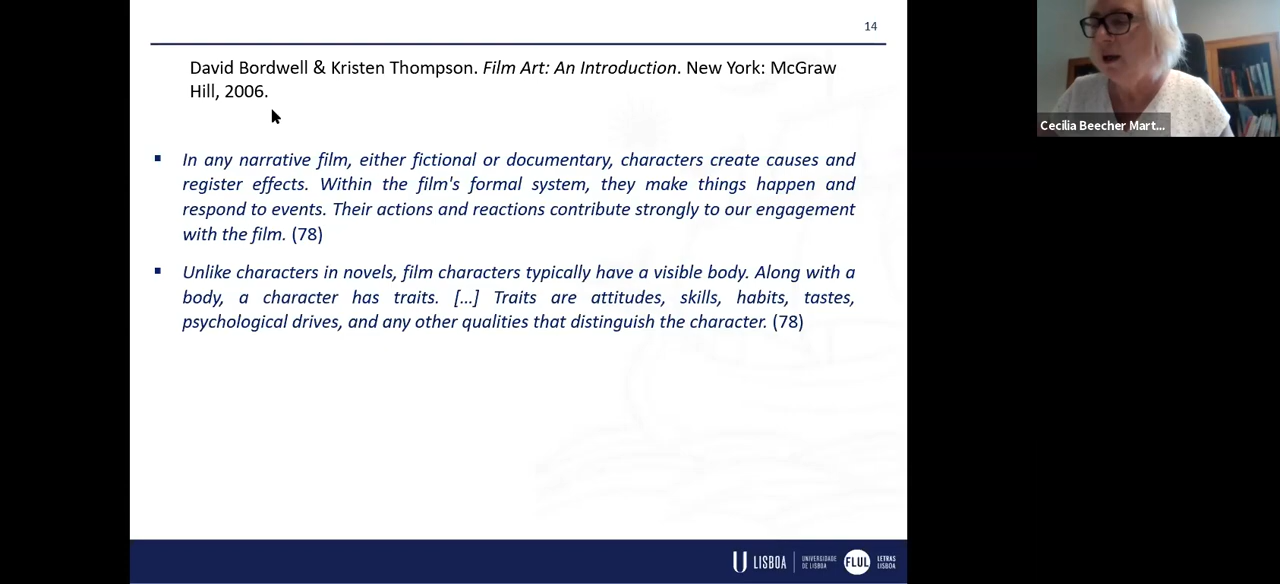 14
David Bordwell & Kristen Thompson. Film Art: An Introduction. New York: McGraw
Hill, 2006.
▪ In any narrative film, either fictional or documentary, characters create causes and
register effects. Within the film's formal system, they make things happen and
respond to events. Their actions and reactions contribute strongly to our engagement
with the film. (78)
▪ Unlike characters in novels, film characters typically have a visible body. Along with a
body, a character has traits. [...] Traits are attitudes, skills, habits, tastes,
psychological drives, and any other qualities that distinguish the character. (78)
Cecilia Beecher Mart...
LISBOA
UNIVERSIDADE
DE LISBOA
FLUL
LETRAS
LISBOA